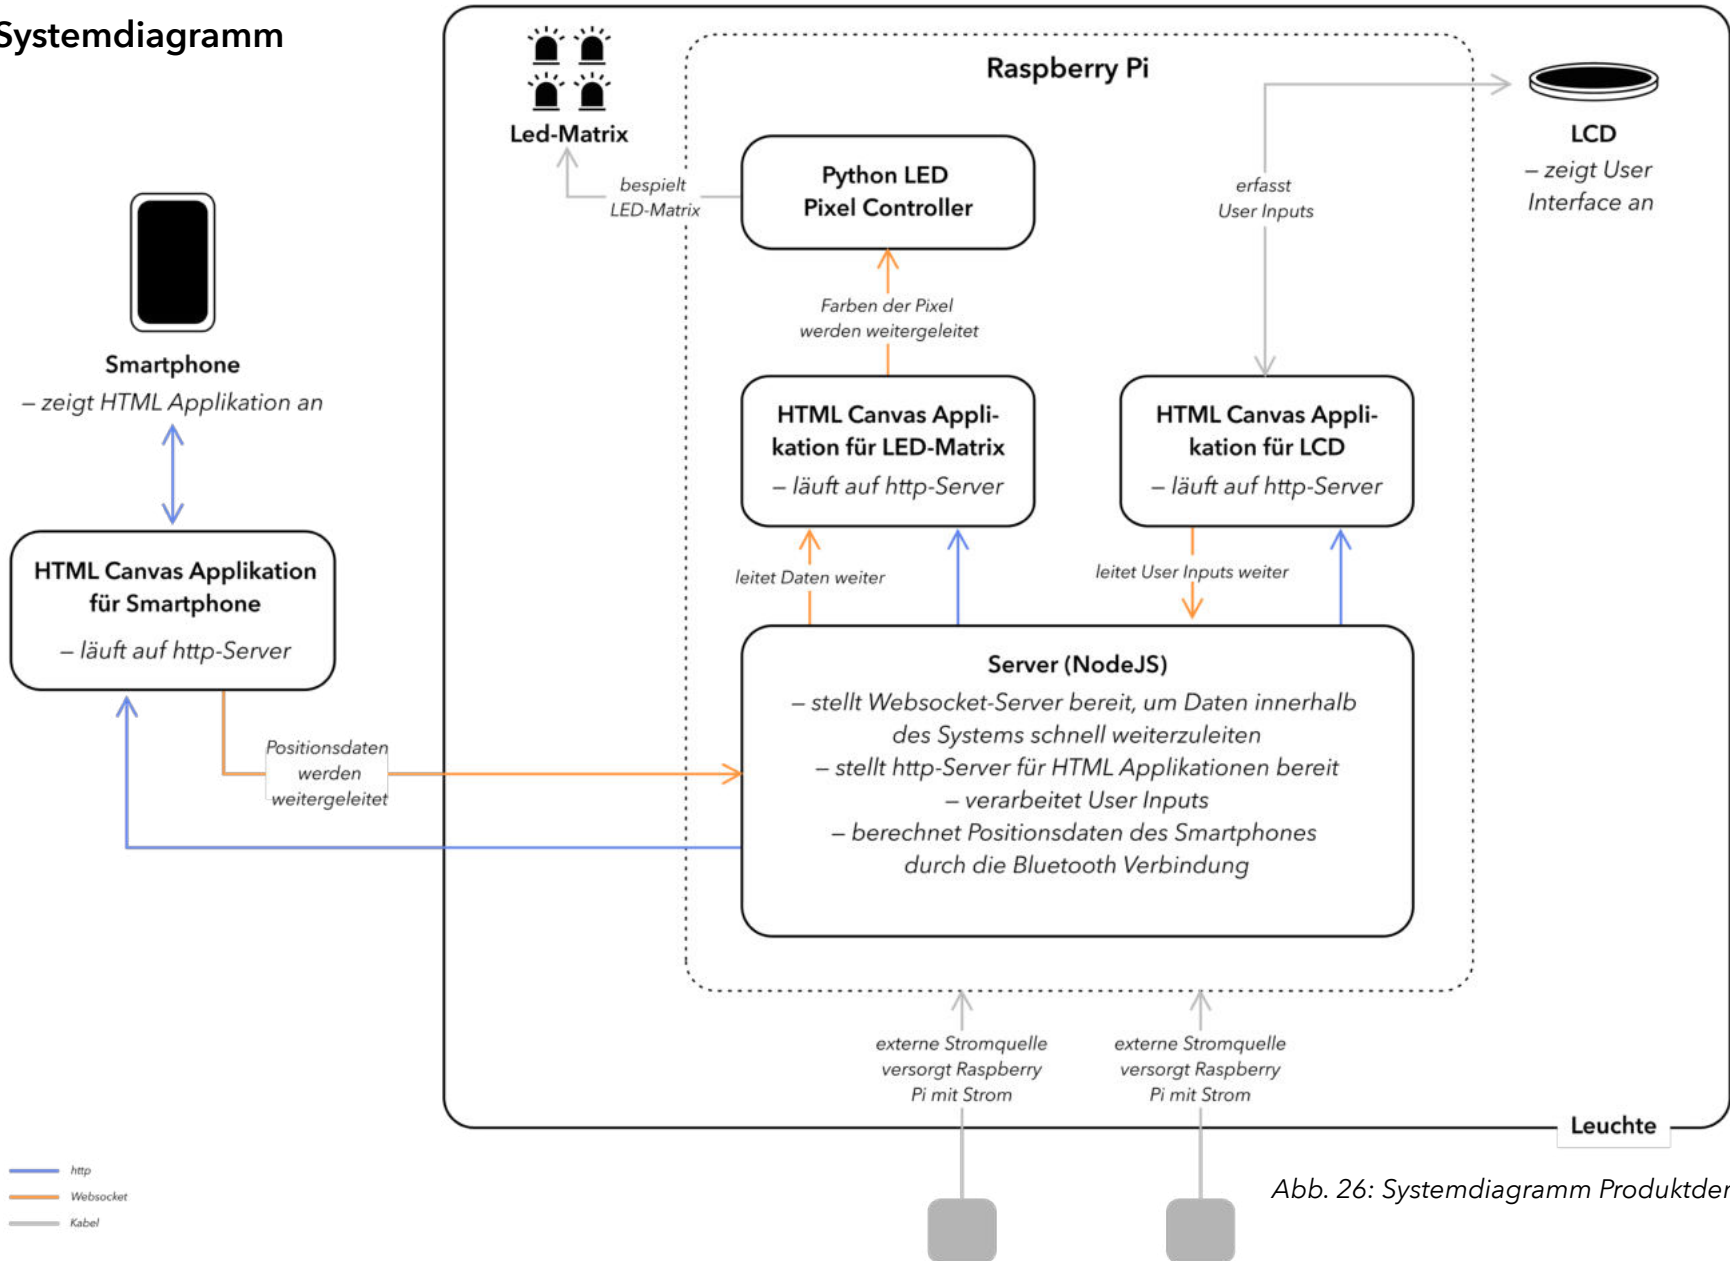 Systemdiagramm
Raspberry Pi
Led-Matrix
LCD
– zeigt User
Interface an
Python LED
Pixel Controller
bespielt
LED-Matrix
erfasst
User Inputs
Farben der Pixel
werden weitergeleitet
Smartphone
– zeigt HTML Applikation an
HTML Canvas Appli-
kation für LED-Matrix
– läuft auf http-Server
HTML Canvas Appli-
kation für LCD
– läuft auf http-Server
HTML Canvas Applikation
für Smartphone
– läuft auf http-Server
leitet Daten weiter
leitet User Inputs weiter
Server (NodeJS)
– stellt Websocket-Server bereit, um Daten innerhalb
des Systems schnell weiterzuleiten
– stellt http-Server für HTML Applikationen bereit
– verarbeitet User Inputs
– berechnet Positionsdaten des Smartphones
durch die Bluetooth Verbindung
Positionsdaten
werden
weitergeleitet
externe Stromquelle
versorgt Raspberry
Pi mit Strom
externe Stromquelle
versorgt Raspberry
Pi mit Strom
Leuchte
http
Websocket
Kabel
Abb. 26: Systemdiagramm Produktder